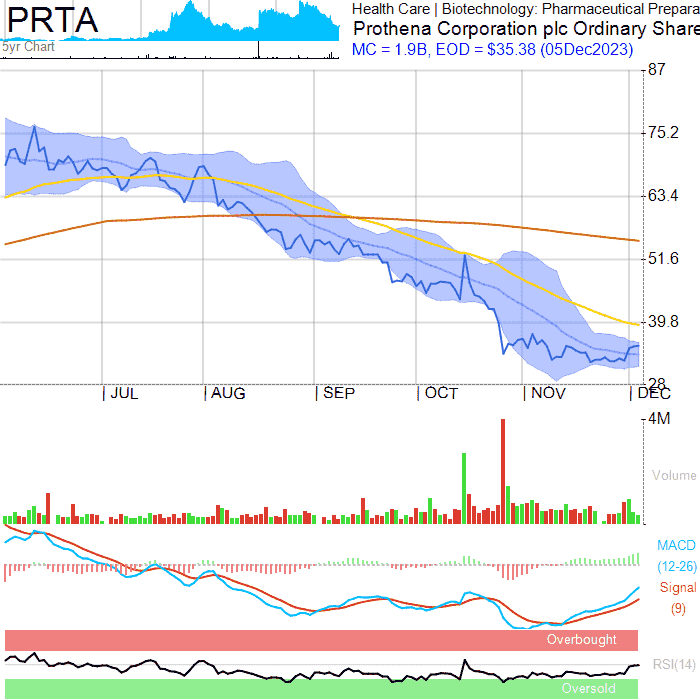 PRTA
Health Care | Biotechnology: Pharmaceutical Prepara
Prothena Corporation plc Ordinary Share
MC = 1.9B, EOD = $35.38 (05Dec2023)
5yr Chart
87
75.2
63.4
51.6
39.8
28
JUL AUG SEP OCT NOV DEC
4M
Volume
MACD
(12-26)
Signal
(9)
Overbought
RSI(14)
Oversold